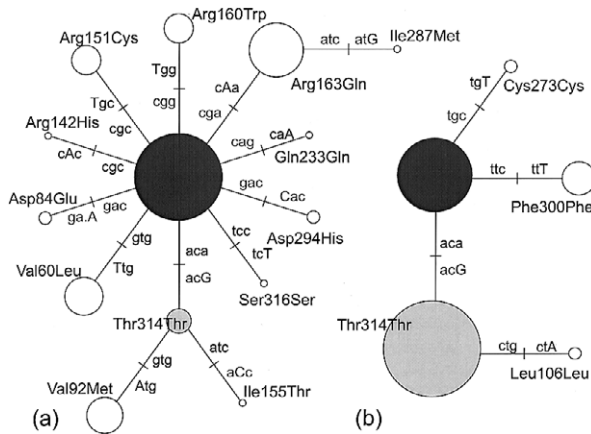 Arg160Trp
Arg151Cys
atc atG
Ile287Met
Arg163Gln
Tgg
cgg
cAa
cga
Tgc
cgc
Arg142His
cAc
cgc
cag
caA
Gln233Gln
Asp84Glu
gac
ga.A
gac
Cac
Asp294His
gtg
Ttg
Val60Leu
tcc
tcT
Ser316Ser
aca
acG
Thr314Thr
gtg
Atg
Val92Met
atc
aCc
Ile155Thr
(a)
tgT
tgc
Cys273Cys
ttc ttT
Phe300Phe
aca
acG
Thr314Thr
ctg ctA
Leu106Leu
(b)